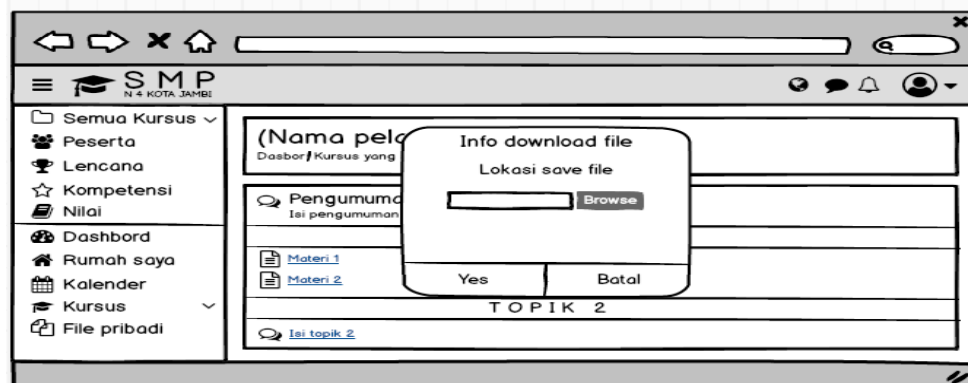 SMP
N 4 KOTA JAMBI
Semua Kursus
Peserta
Lencana
Kompetensi
Nilai
Dashbord
Rumah saya
Kalender
Kursus
File pribadi
(Nama pela
Dasbor/Kursus yang
Pengumuma
Isi pengumuman
Materi 1
Materi 2
TOPIK 2
Isi topik 2
Info download file
Lokasi save file
Browse
Yes
Batal